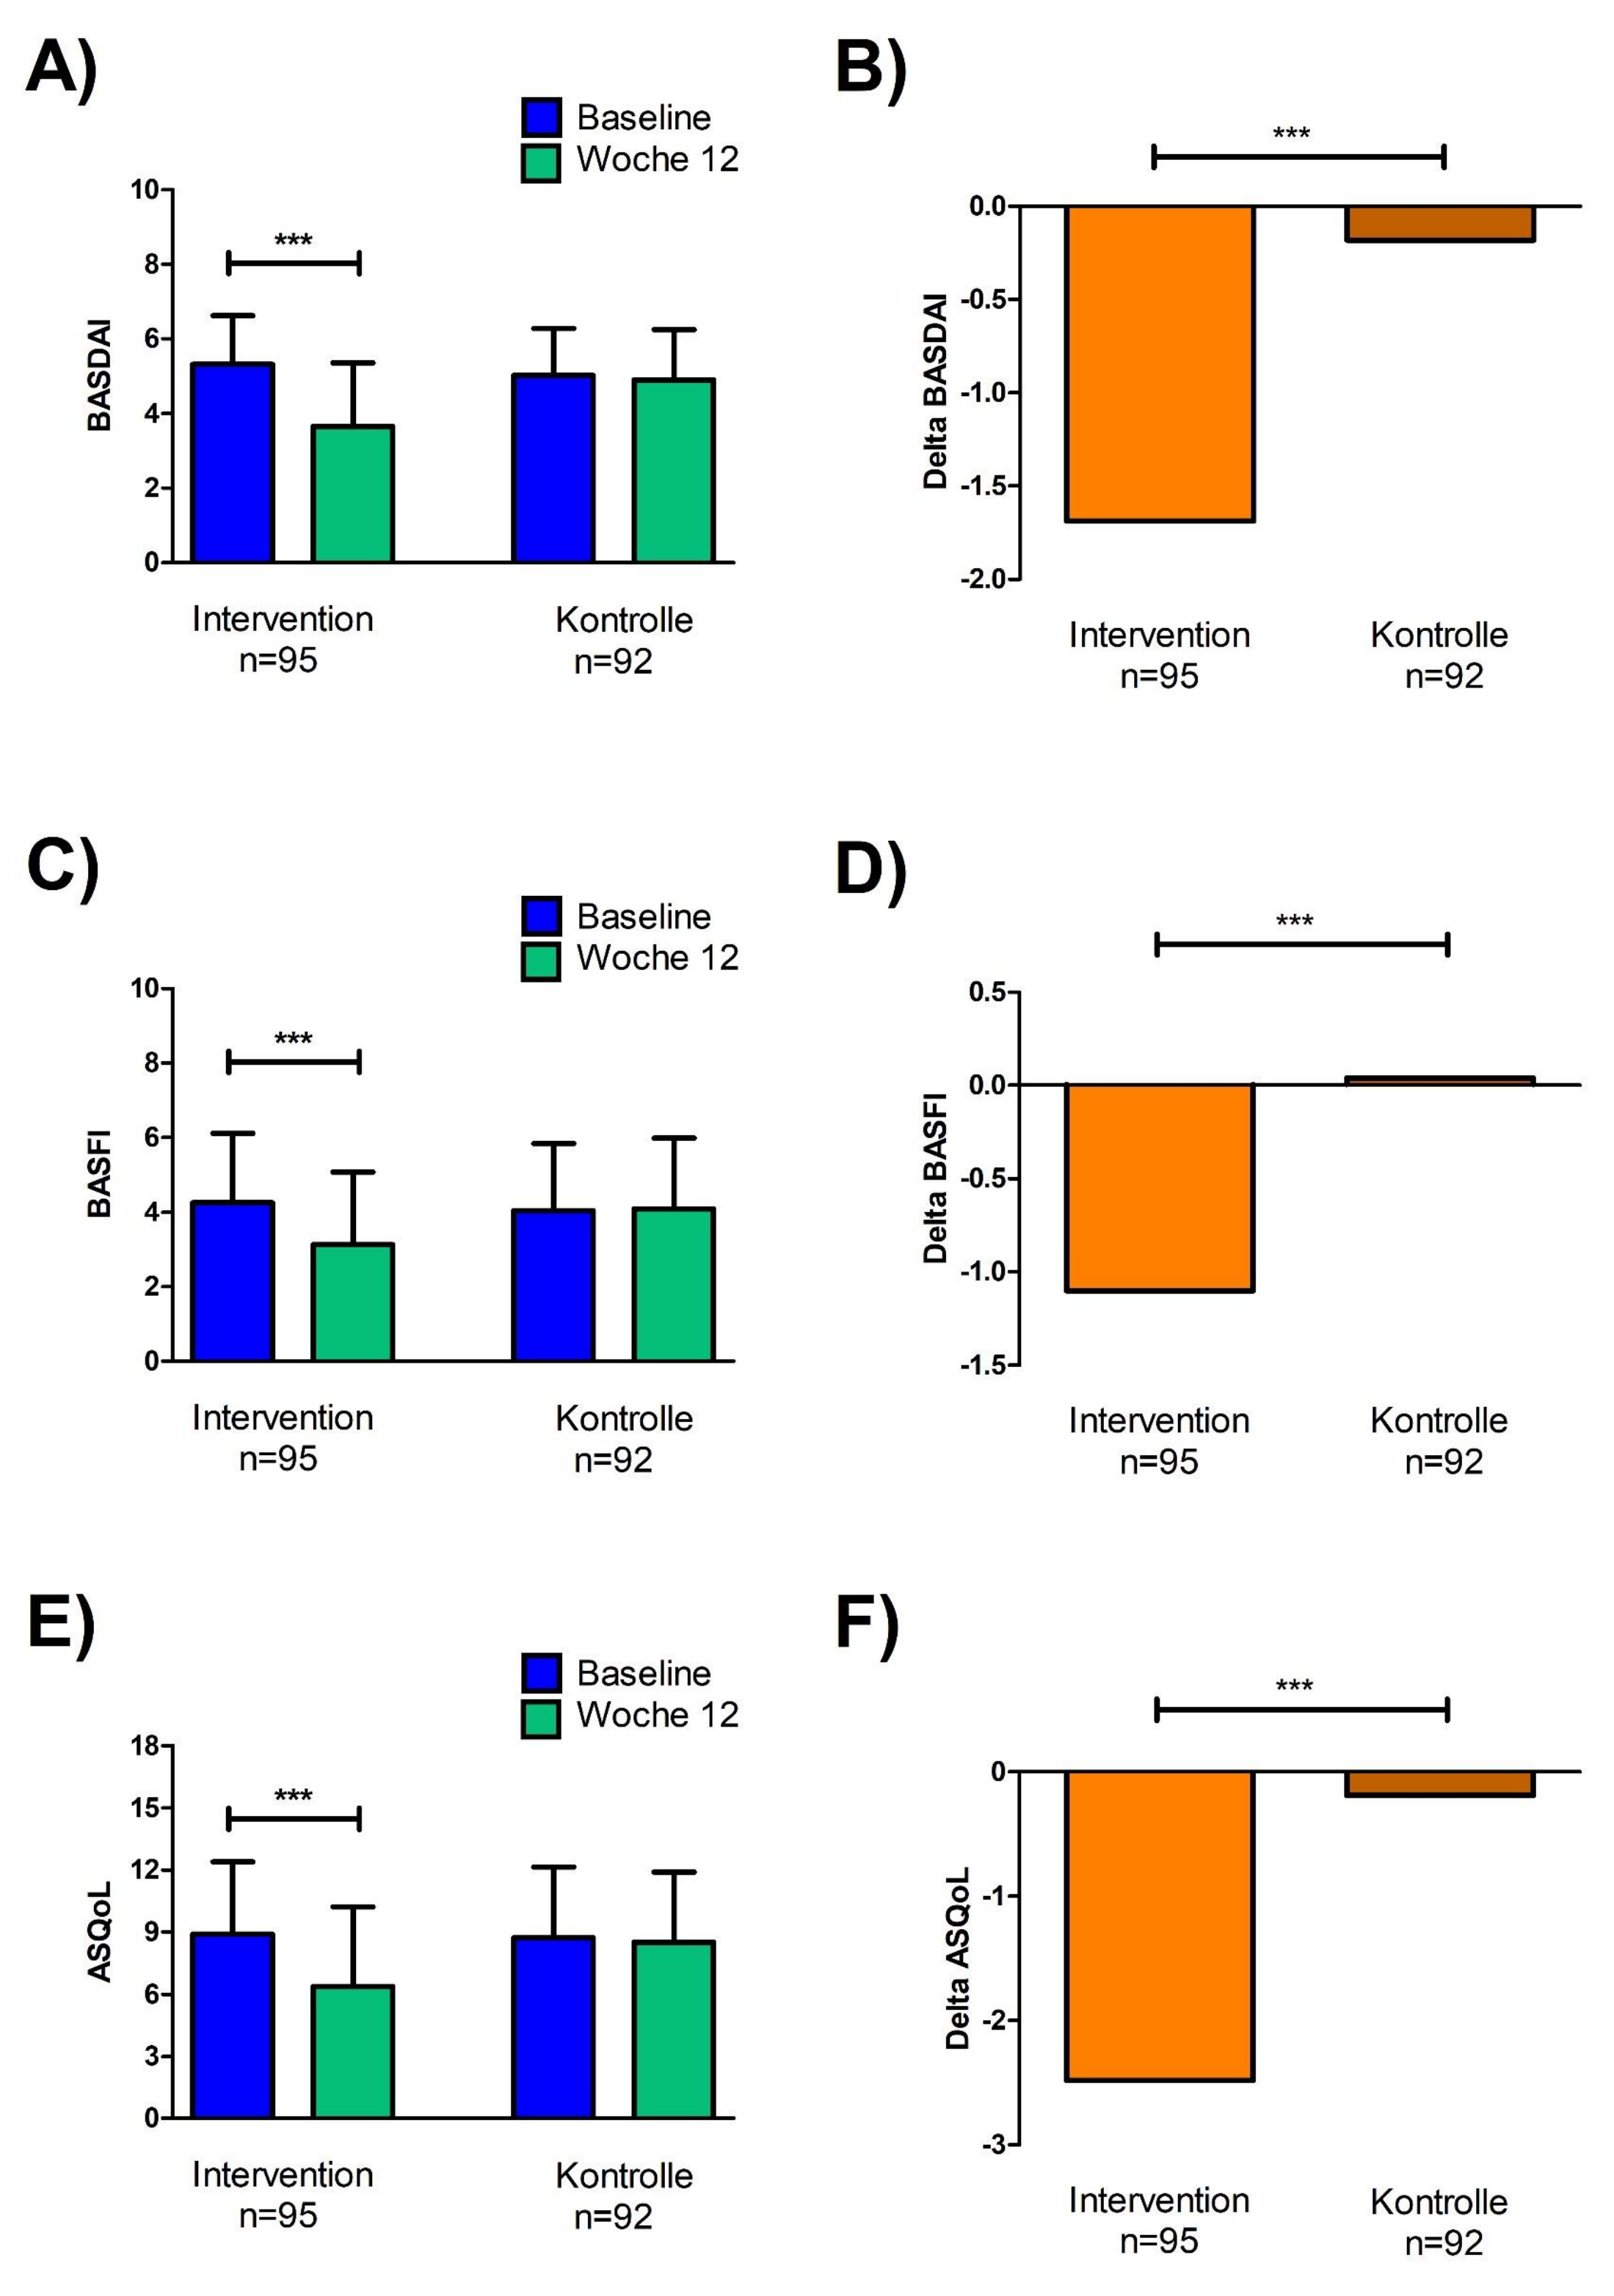 A)
Baseline
Woche 12
10
8
6
4
2
0
BASDAI
***
Intervention
n=95
Kontrolle
n=92
B)
***
0.0
-0.5
-1.0
-1.5
-2.0
Delta BASDAI
Intervention
n=95
Kontrolle
n=92
C)
Baseline
Woche 12
10
8
6
4
2
0
BASFI
***
Intervention
n=95
Kontrolle
n=92
D)
***
0.5
0.0
-0.5
-1.0
-1.5
Delta BASFI
Intervention
n=95
Kontrolle
n=92
E)
Baseline
Woche 12
18
15
12
9
6
3
0
ASQoL
***
Intervention
n=95
Kontrolle
n=92
F)
***
0
-1
-2
-3
Delta ASQoL
Intervention
n=95
Kontrolle
n=92